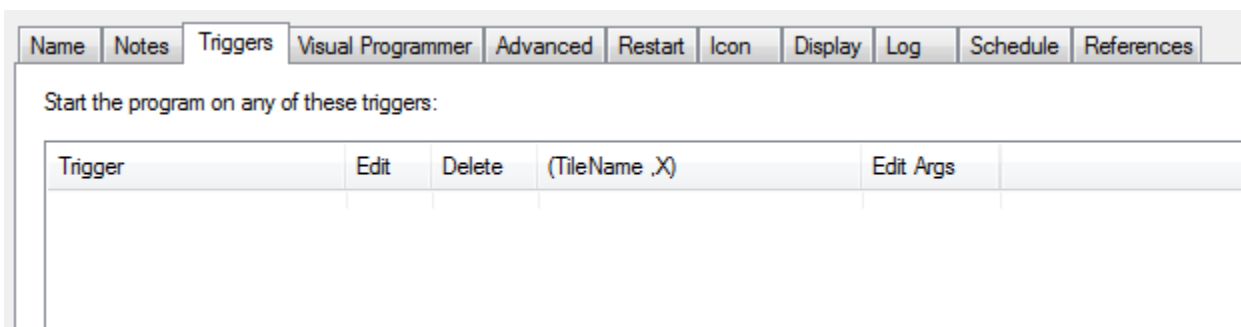 Name Notes Triggers Visual Programmer Advanced Restart Icon Display Log Schedule References
Start the program on any of these triggers:
Trigger Edit Delete (TileName ,X) Edit Args